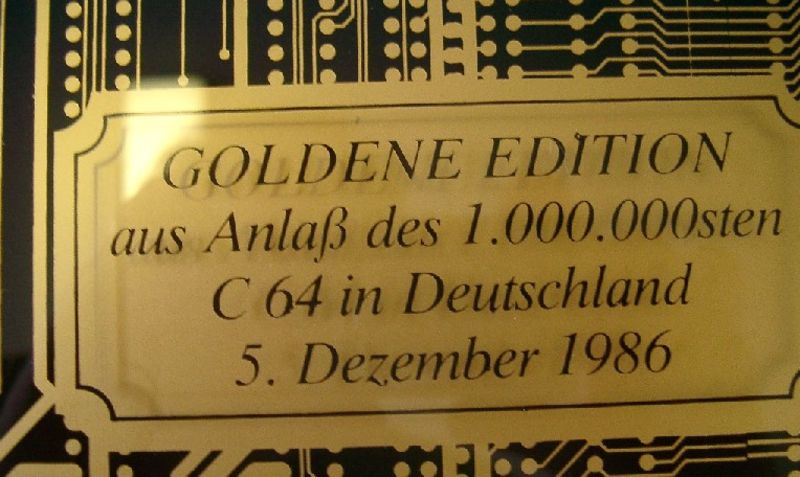 GOLDENE EDITION
aus Anlaß des 1.000.000sten
C 64 in Deutschland
5. Dezember 1986